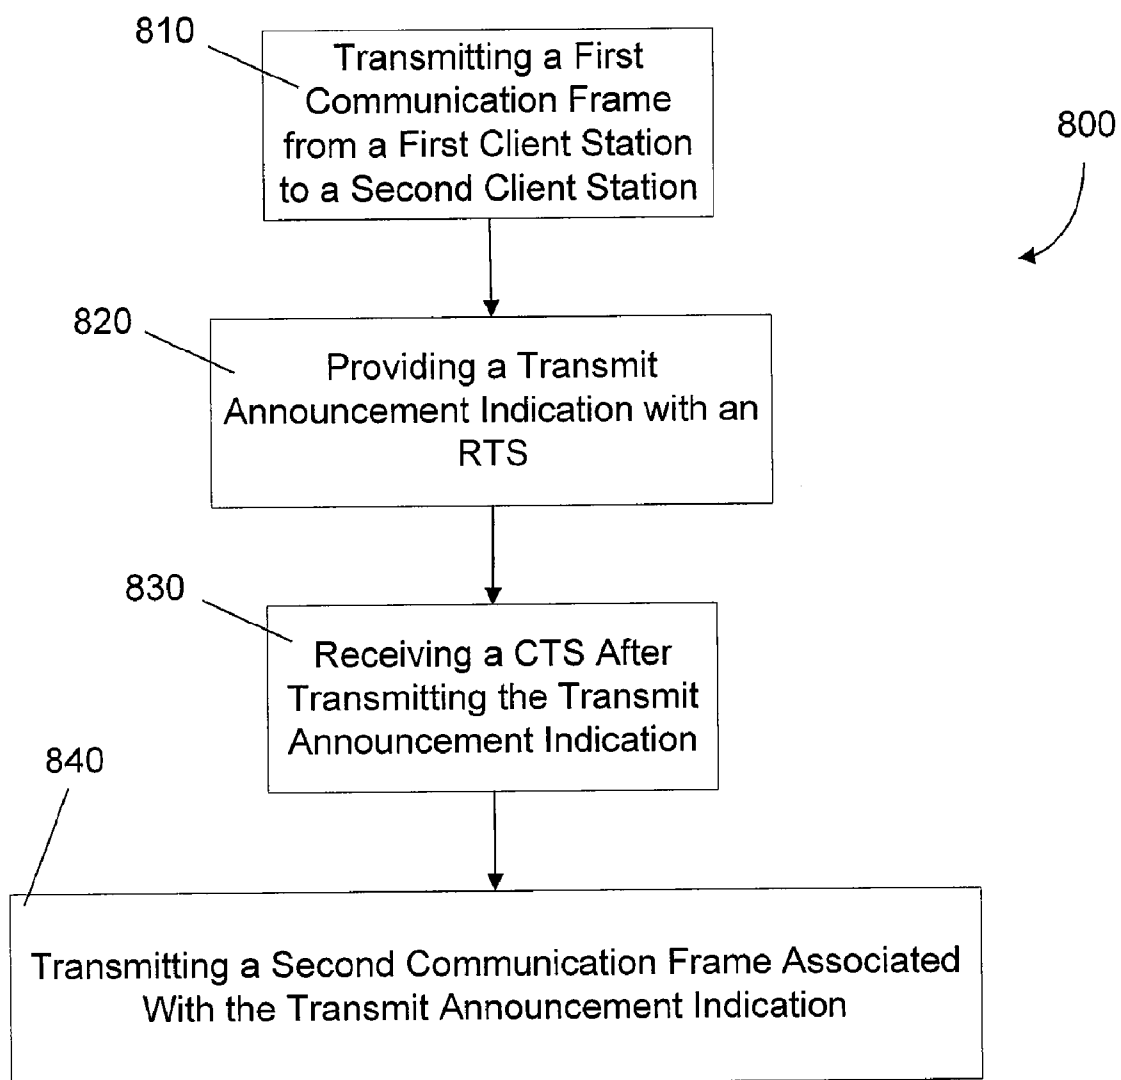 810
Transmitting a First
Communication Frame
from a First Client Station
to a Second Client Station
800
820
Providing a Transmit
Announcement Indication with an
RTS
830
Receiving a CTS After
Transmitting the Transmit
Announcement Indication
840
Transmitting a Second Communication Frame Associated
With the Transmit Announcement Indication